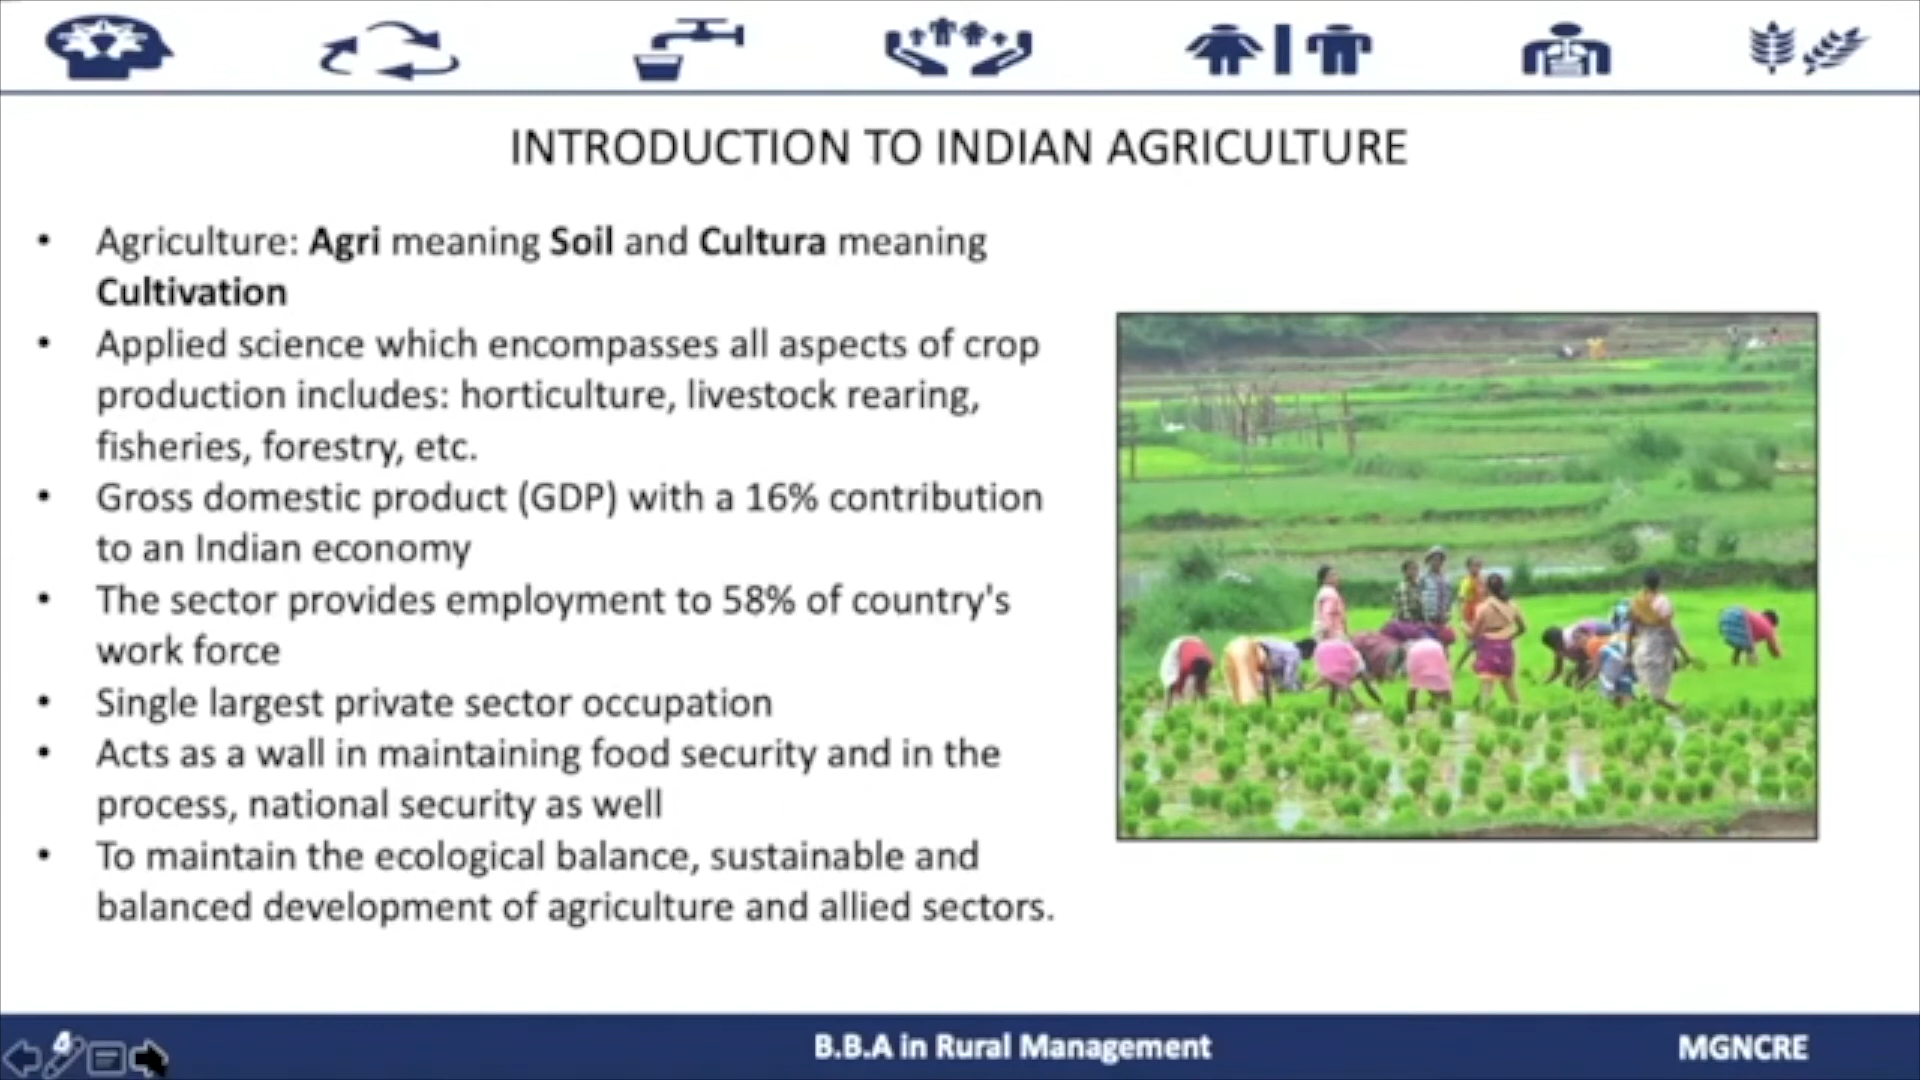 INTRODUCTION TO INDIAN AGRICULTURE
• Agriculture: Agri meaning Soil and Cultura meaning
Cultivation
• Applied science which encompasses all aspects of crop
production includes: horticulture, livestock rearing,
fisheries, forestry, etc.
• Gross domestic product (GDP) with a 16% contribution
to an Indian economy
• The sector provides employment to 58% of country's
work force
• Single largest private sector occupation
• Acts as a wall in maintaining food security and in the
process, national security as well
• To maintain the ecological balance, sustainable and
balanced development of agriculture and allied sectors.
4
B.B.A in Rural Management
MGNCRE